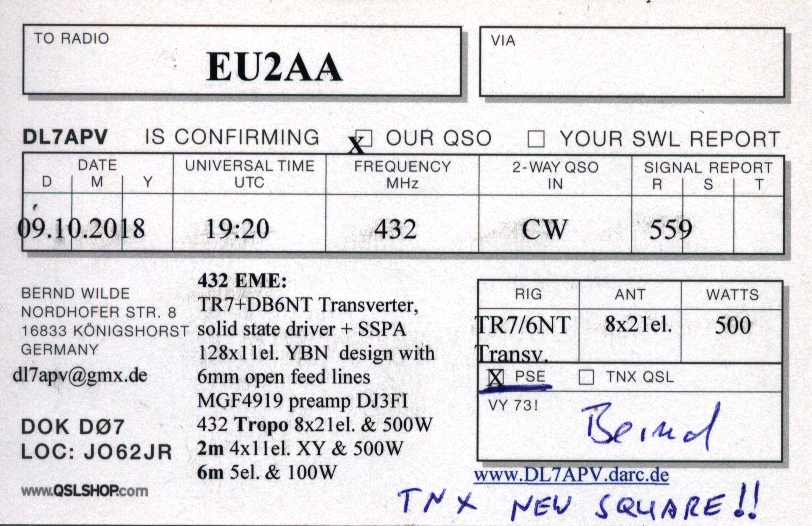 TO RADIO
EU2AA
VIA
DL7APV IS CONFIRMING X ☐ OUR QSO ☐ YOUR SWL REPORT
DATE UNIVERSAL TIME FREQUENCY 2-WAY QSO SIGNAL REPORT
D M Y UTC MHz IN R S T
09.10.2018 19:20 432 CW 559
BERND WILDE
NORDHOFER STR. 8
16833 KÖNIGSHORST
GERMANY
dl7apv@gmx.de
DOK DØ7
LOC: JO62JR
www.QSLSHOP.com
432 EME:
TR7+DB6NT Transverter,
solid state driver + SSPA
128x11el. YBN design with
6mm open feed lines
MGF4919 preamp DJ3FI
432 Tropo 8x21el. & 500W
2m 4x11el. XY & 500W
6m 5el. & 100W
RIG ANT WATTS
TR7/6NT 8x21el. 500
Transv.
X PSE ☐ TNX QSL
VY 73!
Bernd
www.DL7APV.darc.de
TNX NEW SQUARE!!